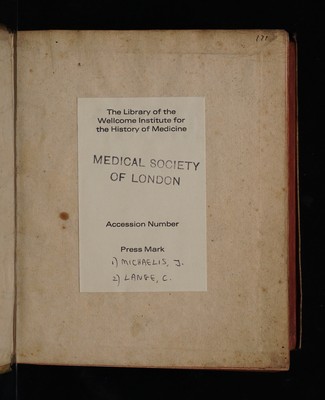 The Library of the
Wellcome Institute for
the History of Medicine
MEDICAL SOCIETY
OF LONDON
Accession Number
Press Mark
1) MICHAELIS, J.
2) LANGE, C.